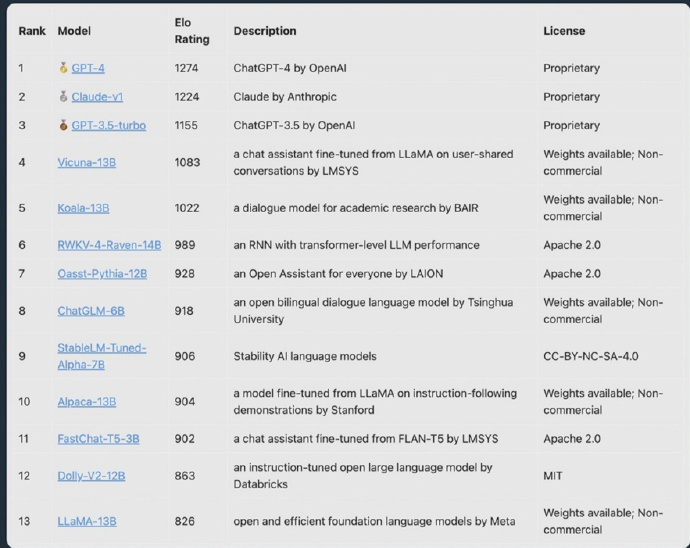 Rank Model Elo Rating Description License
1 🥇 GPT-4 1274 ChatGPT-4 by OpenAI Proprietary
2 🥈 Claude-v1 1224 Claude by Anthropic Proprietary
3 🥉 GPT-3.5-turbo 1155 ChatGPT-3.5 by OpenAI Proprietary
4 Vicuna-13B 1083 a chat assistant fine-tuned from LLaMA on user-shared conversations by LMSYS Weights available; Non-commercial
5 Koala-13B 1022 a dialogue model for academic research by BAIR Weights available; Non-commercial
6 RWKV-4-Raven-14B 989 an RNN with transformer-level LLM performance Apache 2.0
7 Oasst-Pythia-12B 928 an Open Assistant for everyone by LAION Apache 2.0
8 ChatGLM-6B 918 an open bilingual dialogue language model by Tsinghua University Weights available; Non-commercial
9 StableLM-Tuned-Alpha-7B 906 Stability AI language models CC-BY-NC-SA-4.0
10 Alpaca-13B 904 a model fine-tuned from LLaMA on instruction-following demonstrations by Stanford Weights available; Non-commercial
11 FastChat-T5-3B 902 a chat assistant fine-tuned from FLAN-T5 by LMSYS Apache 2.0
12 Dolly-V2-12B 863 an instruction-tuned open large language model by Databricks MIT
13 LLaMA-13B 826 open and efficient foundation language models by Meta Weights available; Non-commercial